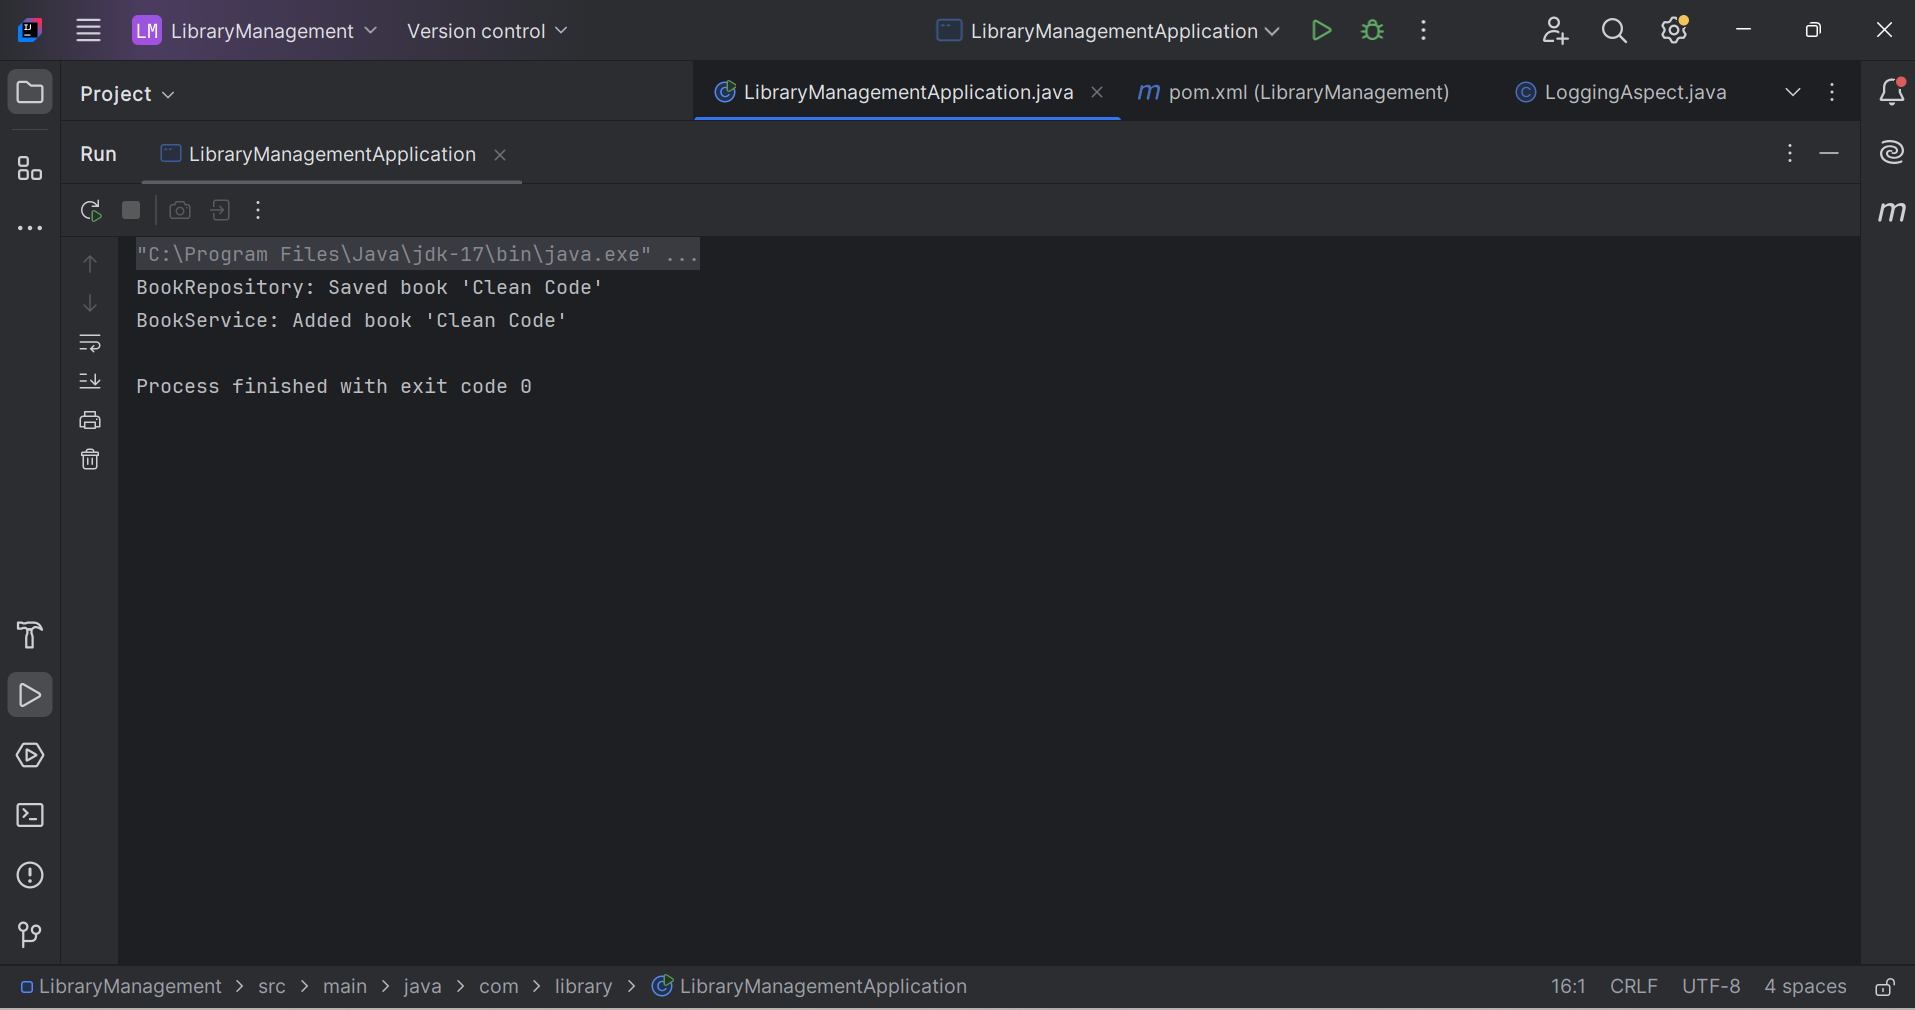 LM LibraryManagement Version control LibraryManagementApplication
Project LibraryManagementApplication.java m pom.xml (LibraryManagement) C LoggingAspect.java
Run LibraryManagementApplication
m
"C:\Program Files\Java\jdk-17\bin\java.exe" ...
BookRepository: Saved book 'Clean Code'
BookService: Added book 'Clean Code'
Process finished with exit code 0
LibraryManagement > src > main > java > com > library > LibraryManagementApplication 16:1 CRLF UTF-8 4 spaces